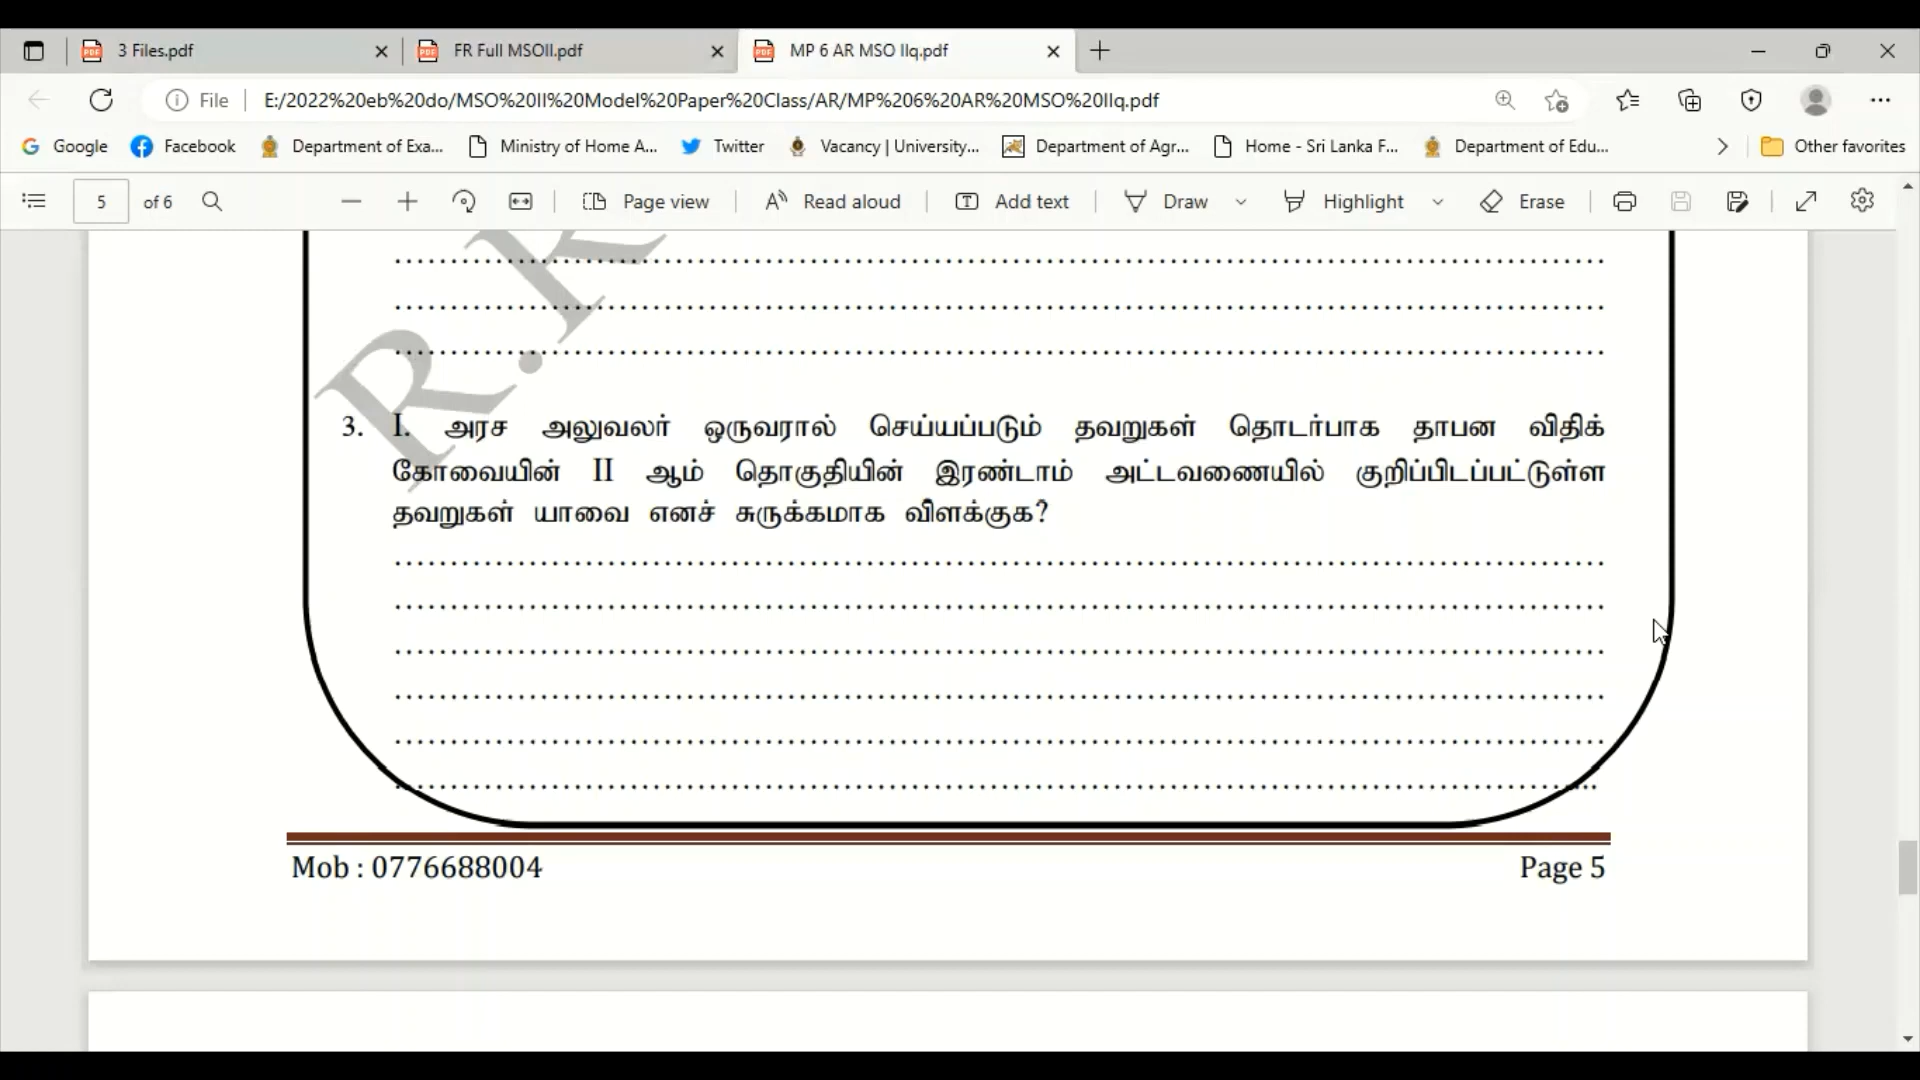 3 Files.pdf
FR Full MSOII.pdf
MP 6 AR MSO IIq.pdf
File
E:/2022%20eb%20do/MSO%20II%20Model%20Paper%20Class/AR/MP%206%20AR%20MSO%20IIq.pdf
Google
Facebook
Department of Exa...
Ministry of Home A...
Twitter
Vacancy | University...
Department of Agr...
Home - Sri Lanka F...
Department of Edu...
Other favorites
5
of 6
Page view
Read aloud
Add text
Draw
Highlight
Erase
R.R
3. I. அரச அலுவலர் ஒருவரால் செய்யப்படும் தவறுகள் தொடர்பாக தாபன விதிக்
கோவையின் II ஆம் தொகுதியின் இரண்டாம் அட்டவணையில் குறிப்பிடப்பட்டுள்ள
தவறுகள் யாவை எனச் சுருக்கமாக விளக்குக?
Mob : 0776688004
Page 5